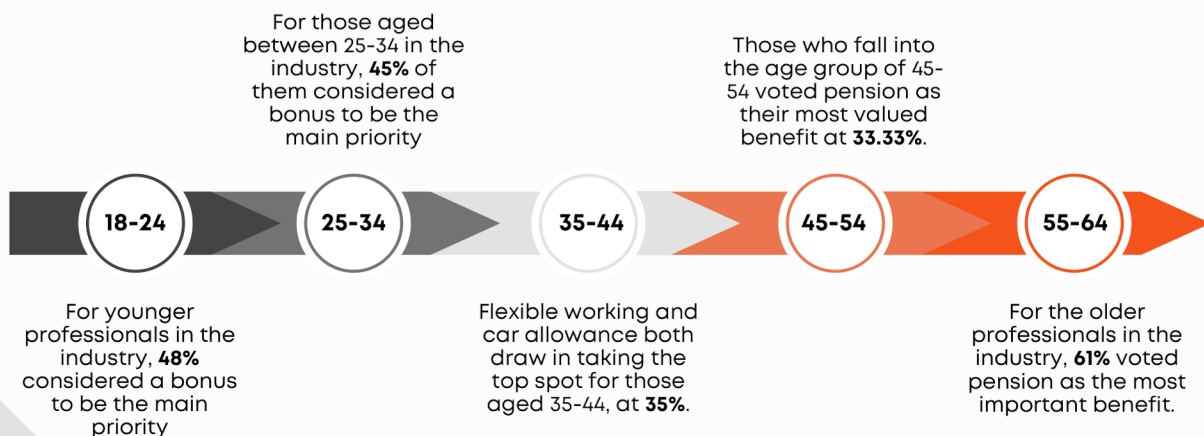 For those aged
between 25-34 in the
industry, 45% of
them considered a
bonus to be the
main priority
Those who fall into
the age group of 45-
54 voted pension as
their most valued
benefit at 33.33%.
18-24
25-34
35-44
45-54
55-64
For younger
professionals in the
industry, 48%
considered a bonus
to be the main
priority
Flexible working and
car allowance both
draw in taking the
top spot for those
aged 35-44, at 35%.
For the older
professionals in the
industry, 61% voted
pension as the most
important benefit.